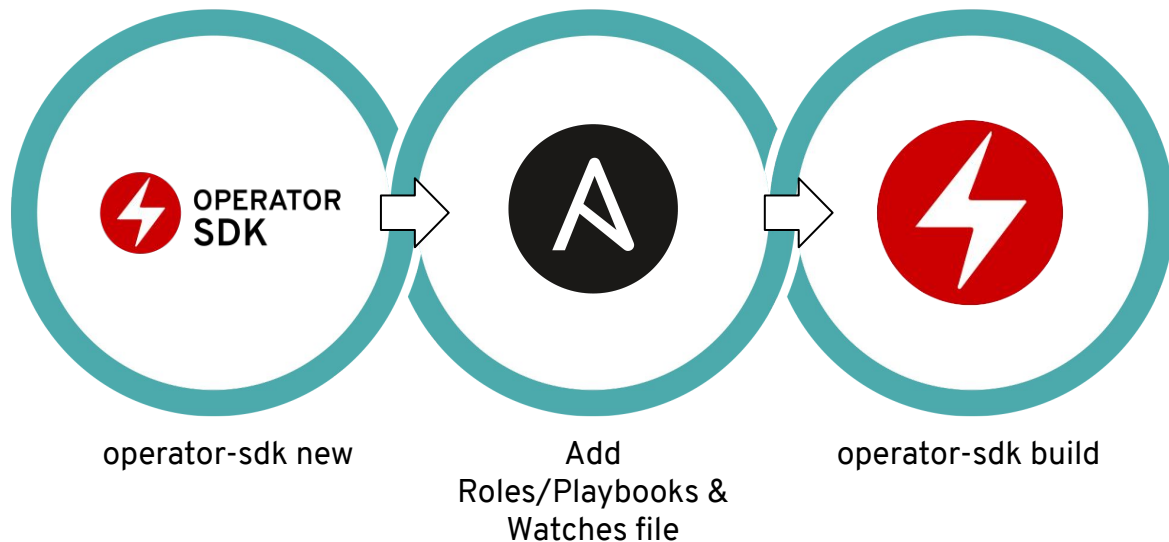 OPERATOR
SDK
operator-sdk new
Add
Roles/Playbooks &
Watches file
operator-sdk build